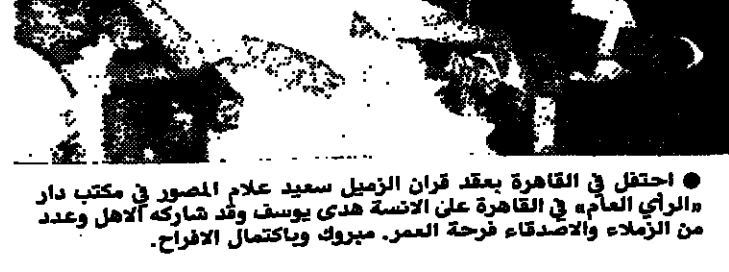 ● احتفل في القاهرة بعقد قران الزميل سعيد علام المصور في مكتب دار
«الرأي العام» في القاهرة على الانسة هدى يوسف وقد شاركه الاهل وعدد
من الزملاء والاصدقاء فرحة العمر. مبروك وباكتمال الافراح.